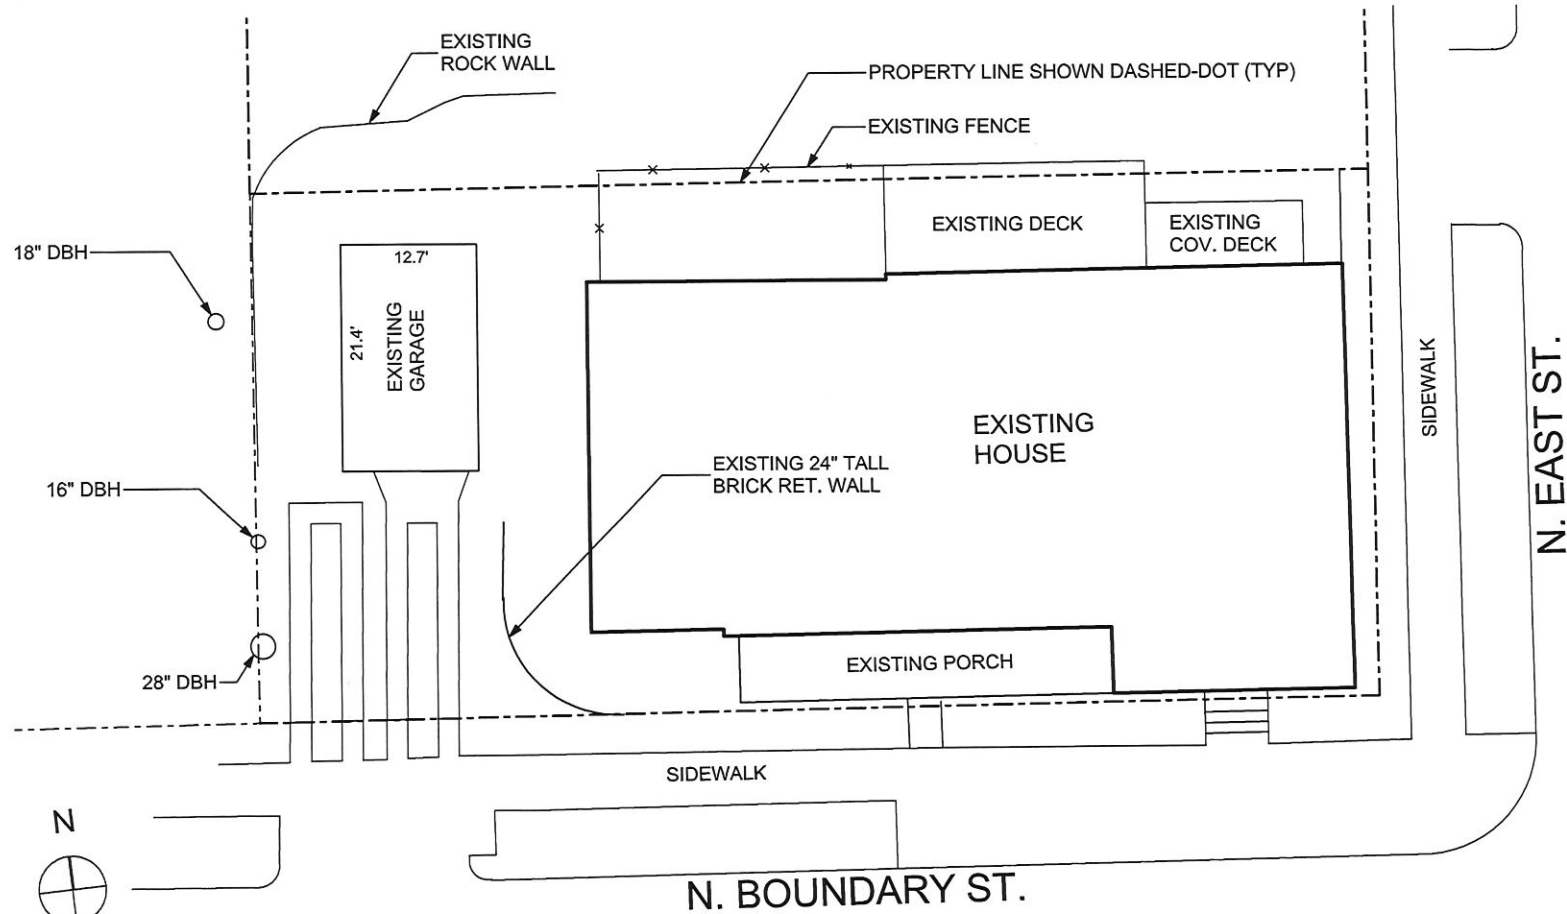 EXISTING
ROCK WALL
PROPERTY LINE SHOWN DASHED-DOT (TYP)
EXISTING FENCE
EXISTING DECK
EXISTING
COV. DECK
18" DBH
12.7'
21.4'
EXISTING
GARAGE
SIDEWALK
N. EAST ST.
EXISTING
HOUSE
EXISTING 24" TALL
BRICK RET. WALL
16" DBH
28" DBH
EXISTING PORCH
SIDEWALK
N
N. BOUNDARY ST.